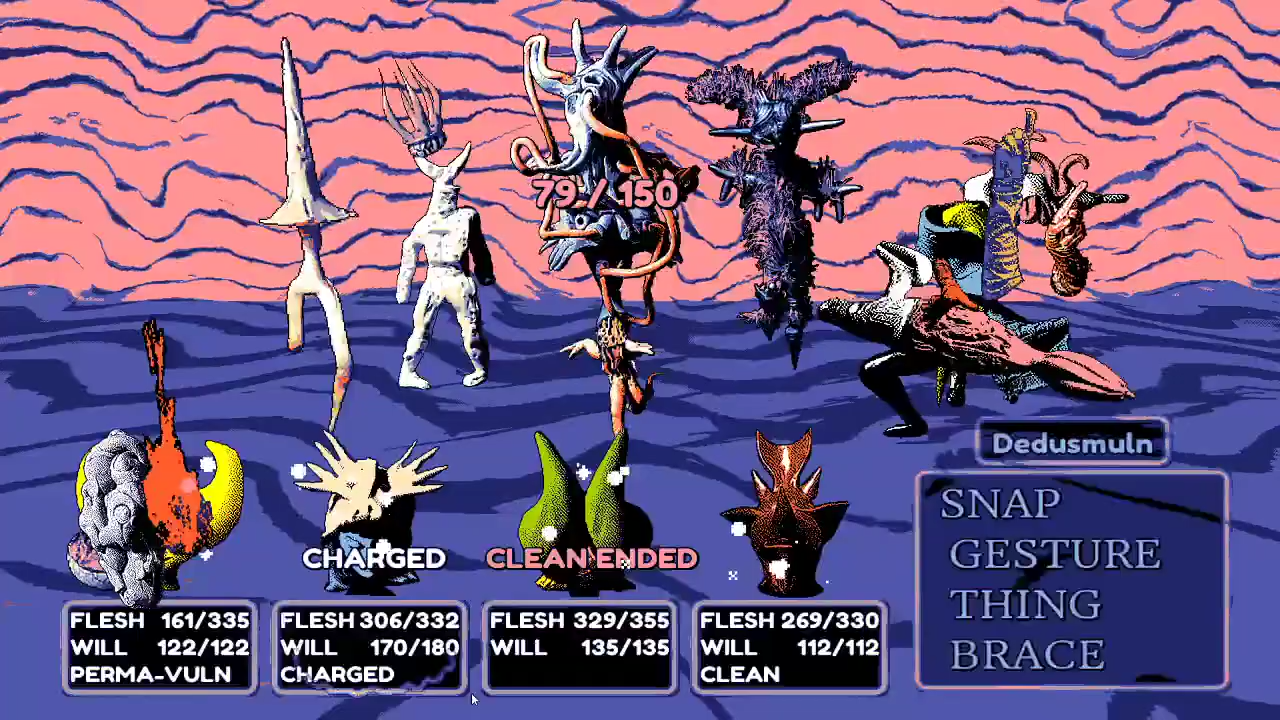 79 / 150
Dedusmuln
SNAP
GESTURE
THING
BRACE
CHARGED
CLEAN ENDED
FLESH 161/335
WILL 122/122
PERMA-VULN
FLESH 306/332
WILL 170/180
CHARGED
FLESH 329/355
WILL 135/135
FLESH 269/330
WILL 112/112
CLEAN